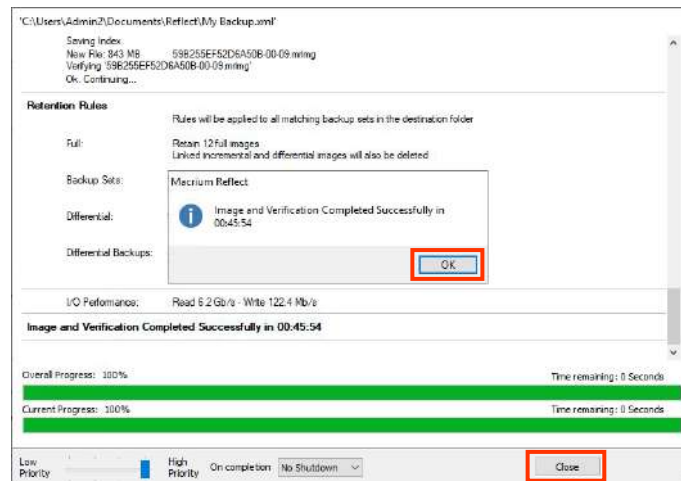 'C:\Users\Admin2\Documents\Reflect\My Backup.xml'
Saving Index
New File: 843 MB 59B255EF52D6A50B-00-09.mrimg
Verifying '59B255EF52D6A50B-00-09.mrimg'
Ok. Continuing...
Retention Rules
Rules will be applied to all matching backup sets in the destination folder
Full: Retain 12 full images
Linked incremental and differential images will also be deleted
Backup Sets:
Macrium Reflect
Differential:
Image and Verification Completed Successfully in
00:45:54
Differential Backups:
OK
I/O Performance: Read 6.2 Gb/s - Write 122.4 Mb/s
Image and Verification Completed Successfully in 00:45:54
Overall Progress: 100% Time remaining: 0 Seconds
Current Progress: 100% Time remaining: 0 Seconds
Low
Priority
High
Priority
On completion No Shutdown
Close